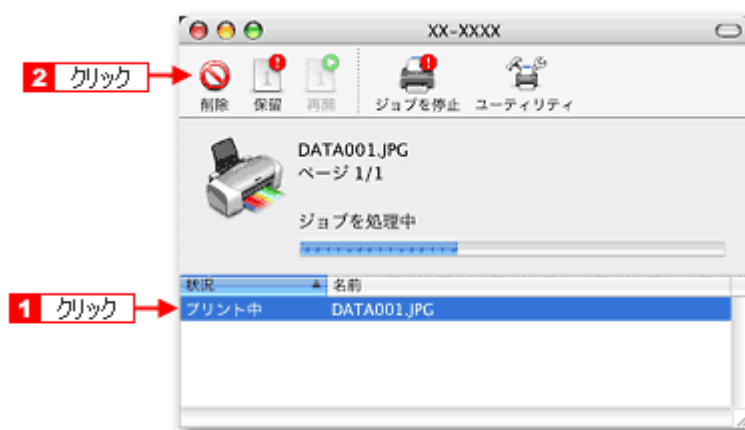 XX-XXXX
2 クリック
削除 保留 再開 ジョブを停止 ユーティリティ
DATA001.JPG
ページ 1/1
ジョブを処理中
状況 名前
1 クリック
プリント中 DATA001.JPG